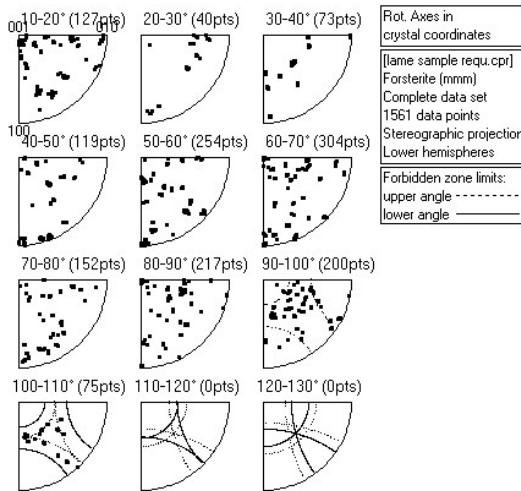 10-20° (127pts) 20-30° (40pts) 30-40° (73pts)
001 010
100
40-50° (119pts) 50-60° (254pts) 60-70° (304pts)
70-80° (152pts) 80-90° (217pts) 90-100° (200pts)
100-110° (75pts) 110-120° (0pts) 120-130° (0pts)
Rot. Axes in
crystal coordinates
[lame sample requ.cpr]
Forsterite (mmm)
Complete data set
1561 data points
Stereographic projection
Lower hemispheres
Forbidden zone limits:
upper angle
lower angle